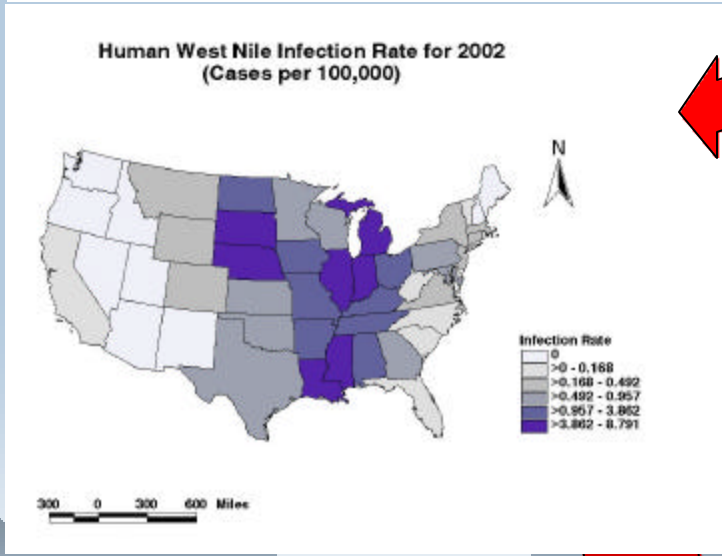 Human West Nile Infection Rate for 2002
(Cases per 100,000)
N
Infection Rate
0
>0 - 0.168
>0.168 - 0.492
>0.492 - 0.957
>0.957 - 3.862
>3.862 - 8.791
300 0 300 600 Miles